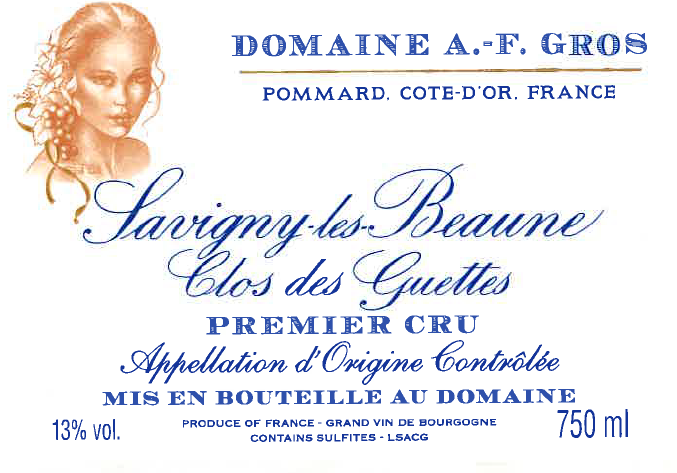 DOMAINE A.-F. GROS
POMMARD, COTE-D'OR, FRANCE
Savigny-les-Beaune
Clos des Guettes
PREMIER CRU
Appellation d'Origine Contrôlée
MIS EN BOUTEILLE AU DOMAINE
13% vol.
PRODUCE OF FRANCE - GRAND VIN DE BOURGOGNE
CONTAINS SULFITES - LSACG
750 ml